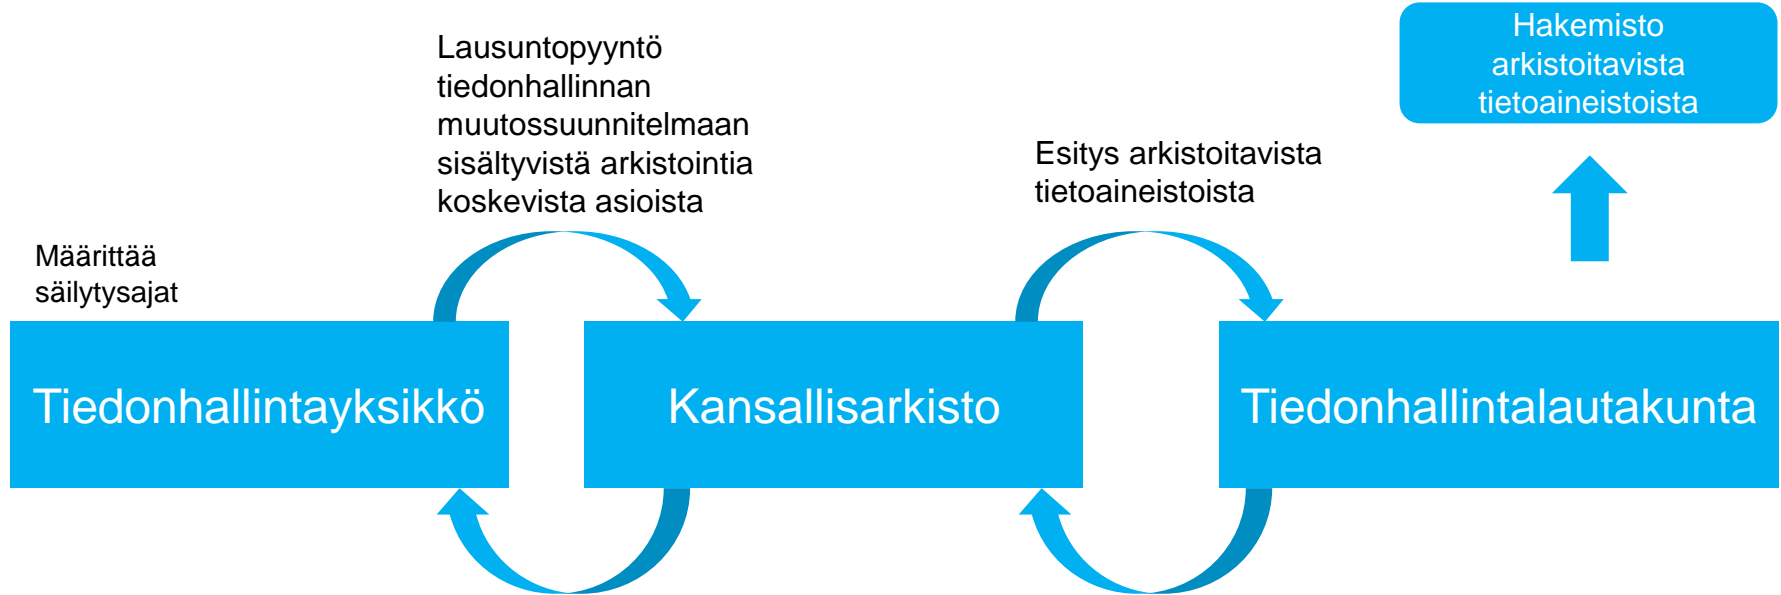 Määrittää
säilytysajat
Lausuntopyyntö
tiedonhallinnan
muutossuunnitelmaan
sisältyvistä arkistointia
koskevista asioista
Esitys arkistoitavista
tietoaineistoista
Hakemisto
arkistoitavista
tietoaineistoista
Tiedonhallintayksikkö
Kansallisarkisto
Tiedonhallintalautakunta